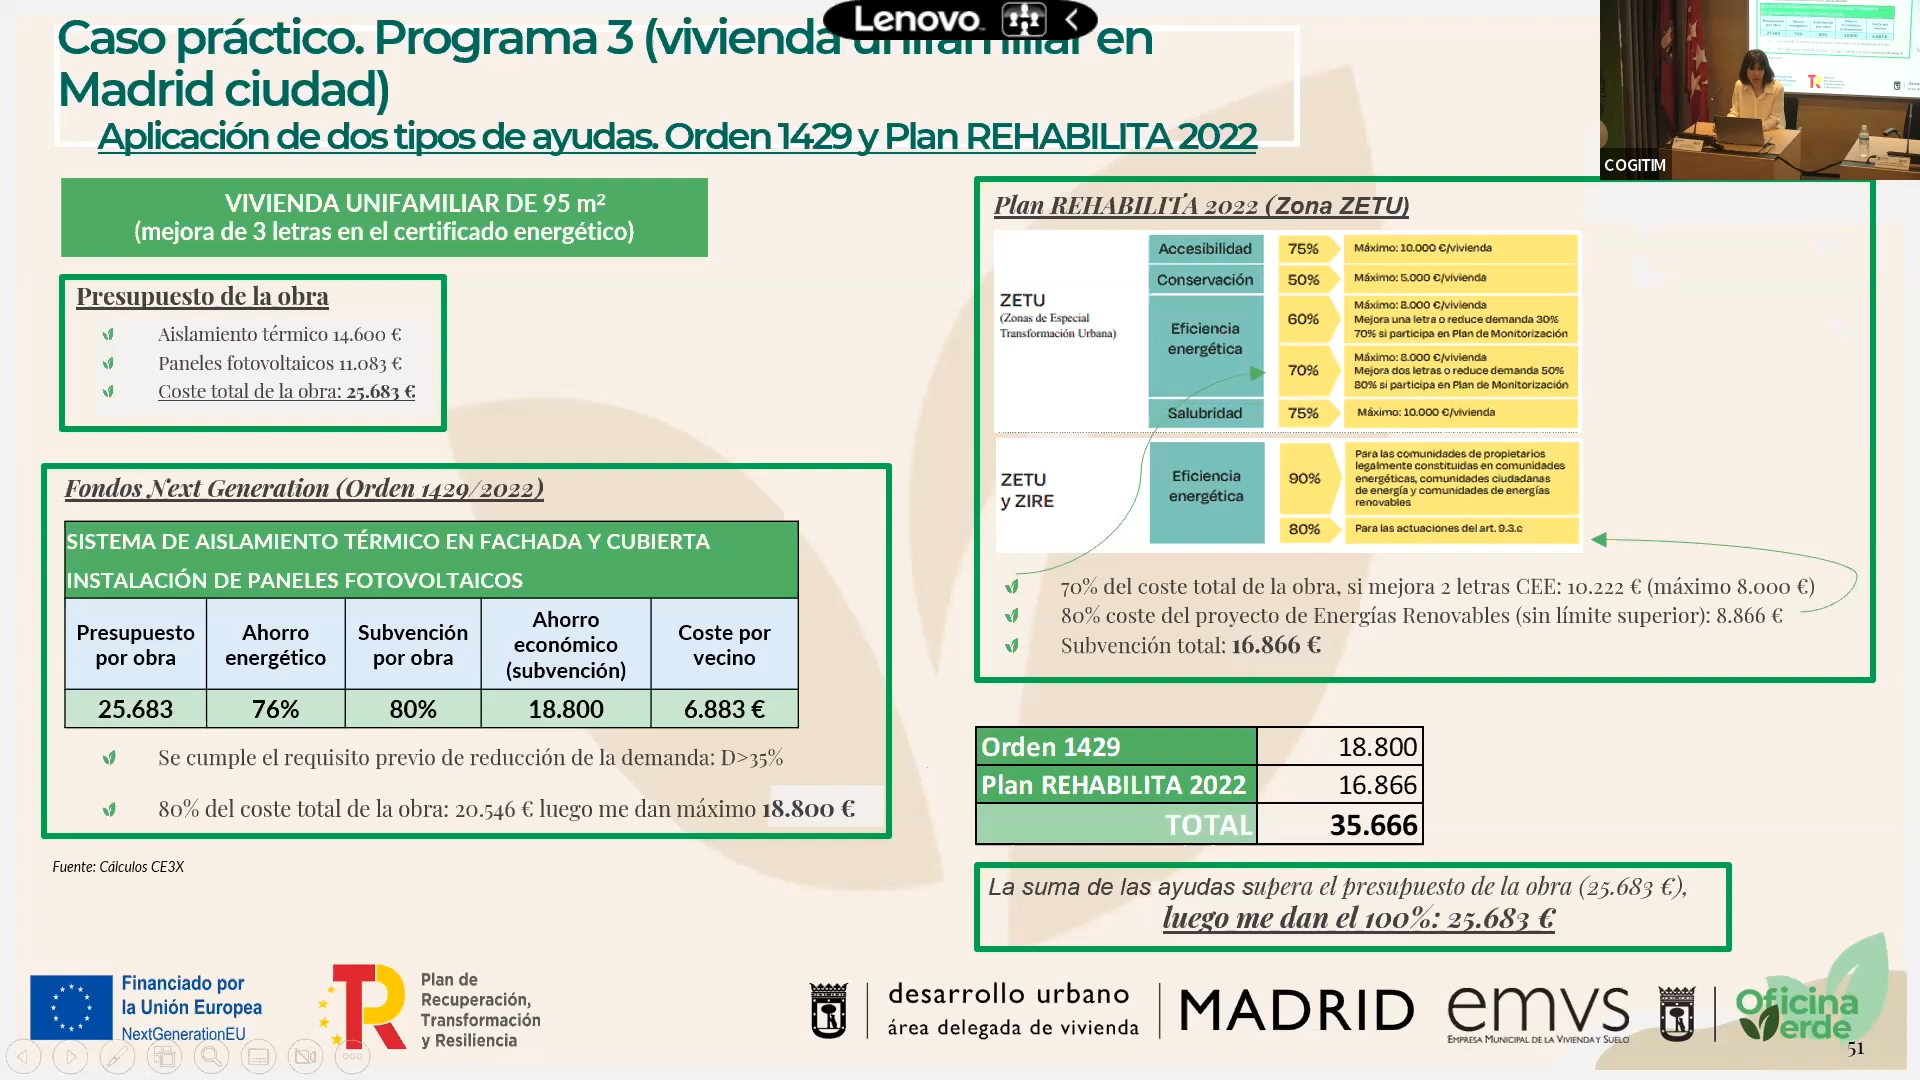 Lenovo
Caso práctico. Programa 3 (vivienda unifamiliar en
Madrid ciudad)
Aplicación de dos tipos de ayudas. Orden 1429 y Plan REHABILITA 2022
COGITIM
VIVIENDA UNIFAMILIAR DE 95 m²
(mejora de 3 letras en el certificado energético)
Presupuesto de la obra
Aislamiento térmico 14.600 €
Paneles fotovoltaicos 11.083 €
Coste total de la obra: 25.683 €
Fondos Next Generation (Orden 1429/2022)
SISTEMA DE AISLAMIENTO TÉRMICO EN FACHADA Y CUBIERTA
INSTALACIÓN DE PANELES FOTOVOLTAICOS
Presupuesto por obra
Ahorro energético
Subvención por obra
Ahorro económico (subvención)
Coste por vecino
25.683 76% 80% 18.800 6.883 €
Se cumple el requisito previo de reducción de la demanda: D>35%
80% del coste total de la obra: 20.546 € luego me dan máximo 18.800 €
Fuente: Cálculos CE3X
Plan REHABILITA 2022 (Zona ZETU)
ZETU
(Zonas de Especial
Transformación Urbana)
Accesibilidad 75% Máximo: 10.000 €/vivienda
Conservación 50% Máximo: 5.000 €/vivienda
Eficiencia
energética
60%
Máximo: 8.000 €/vivienda
Mejora una letra o reduce demanda 30%
70% si participa en Plan de Monitorización
70%
Máximo: 8.000 €/vivienda
Mejora dos letras o reduce demanda 50%
80% si participa en Plan de Monitorización
Salubridad 75% Máximo: 10.000 €/vivienda
ZETU
y ZIRE
Eficiencia
energética
90%
Para las comunidades de propietarios
legalmente constituidas en comunidades
energéticas, comunidades ciudadanas
de energía y comunidades de energías
renovables
80% Para las actuaciones del art. 9.3.c
70% del coste total de la obra, si mejora 2 letras CEE: 10.222 € (máximo 8.000 €)
80% coste del proyecto de Energías Renovables (sin límite superior): 8.866 €
Subvención total: 16.866 €
Orden 1429 18.800
Plan REHABILITA 2022 16.866
TOTAL 35.666
La suma de las ayudas supera el presupuesto de la obra (25.683 €),
luego me dan el 100%: 25.683 €
Financiado por
la Unión Europea
NextGenerationEU
Plan de
Recuperación,
Transformación
y Resiliencia
desarrollo urbano
área delegada de vivienda
MADRID
emvs
EMPRESA MUNICIPAL DE LA VIVIENDA Y SUELO
Oficina
Verde
51